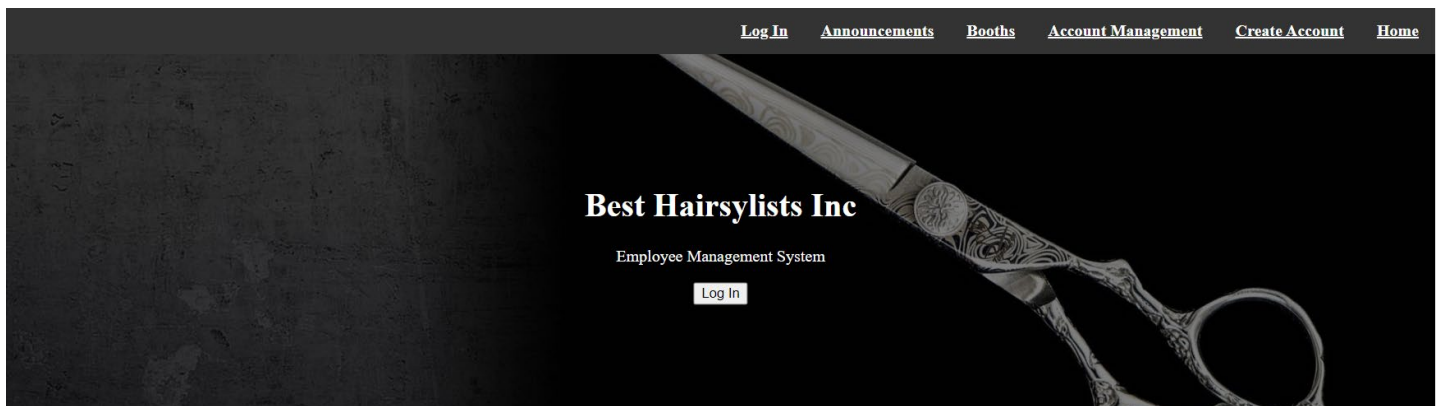 Log In Announcements Booths Account Management Create Account Home
Best Hairsylists Inc
Employee Management System
Log In